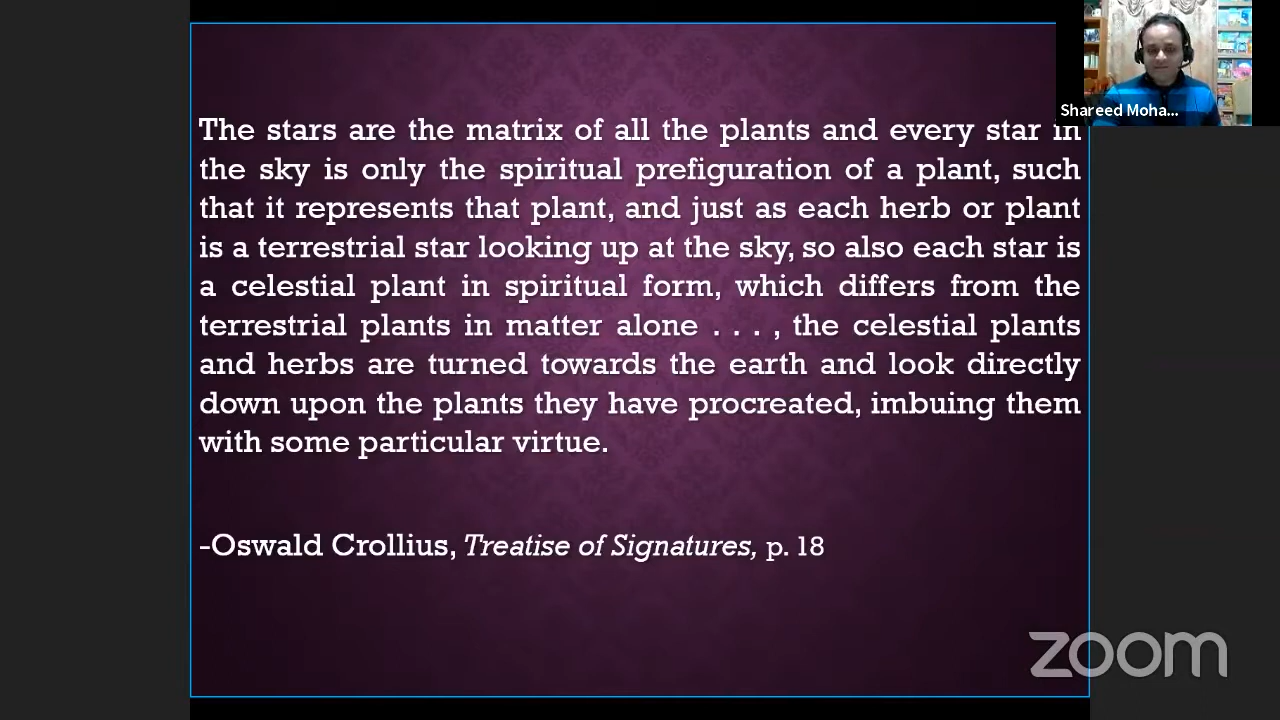 Shareed Moha...
The stars are the matrix of all the plants and every star in
the sky is only the spiritual prefiguration of a plant, such
that it represents that plant, and just as each herb or plant
is a terrestrial star looking up at the sky, so also each star is
a celestial plant in spiritual form, which differs from the
terrestrial plants in matter alone . . . , the celestial plants
and herbs are turned towards the earth and look directly
down upon the plants they have procreated, imbuing them
with some particular virtue.
-Oswald Crollius, Treatise of Signatures, p. 18
zoom